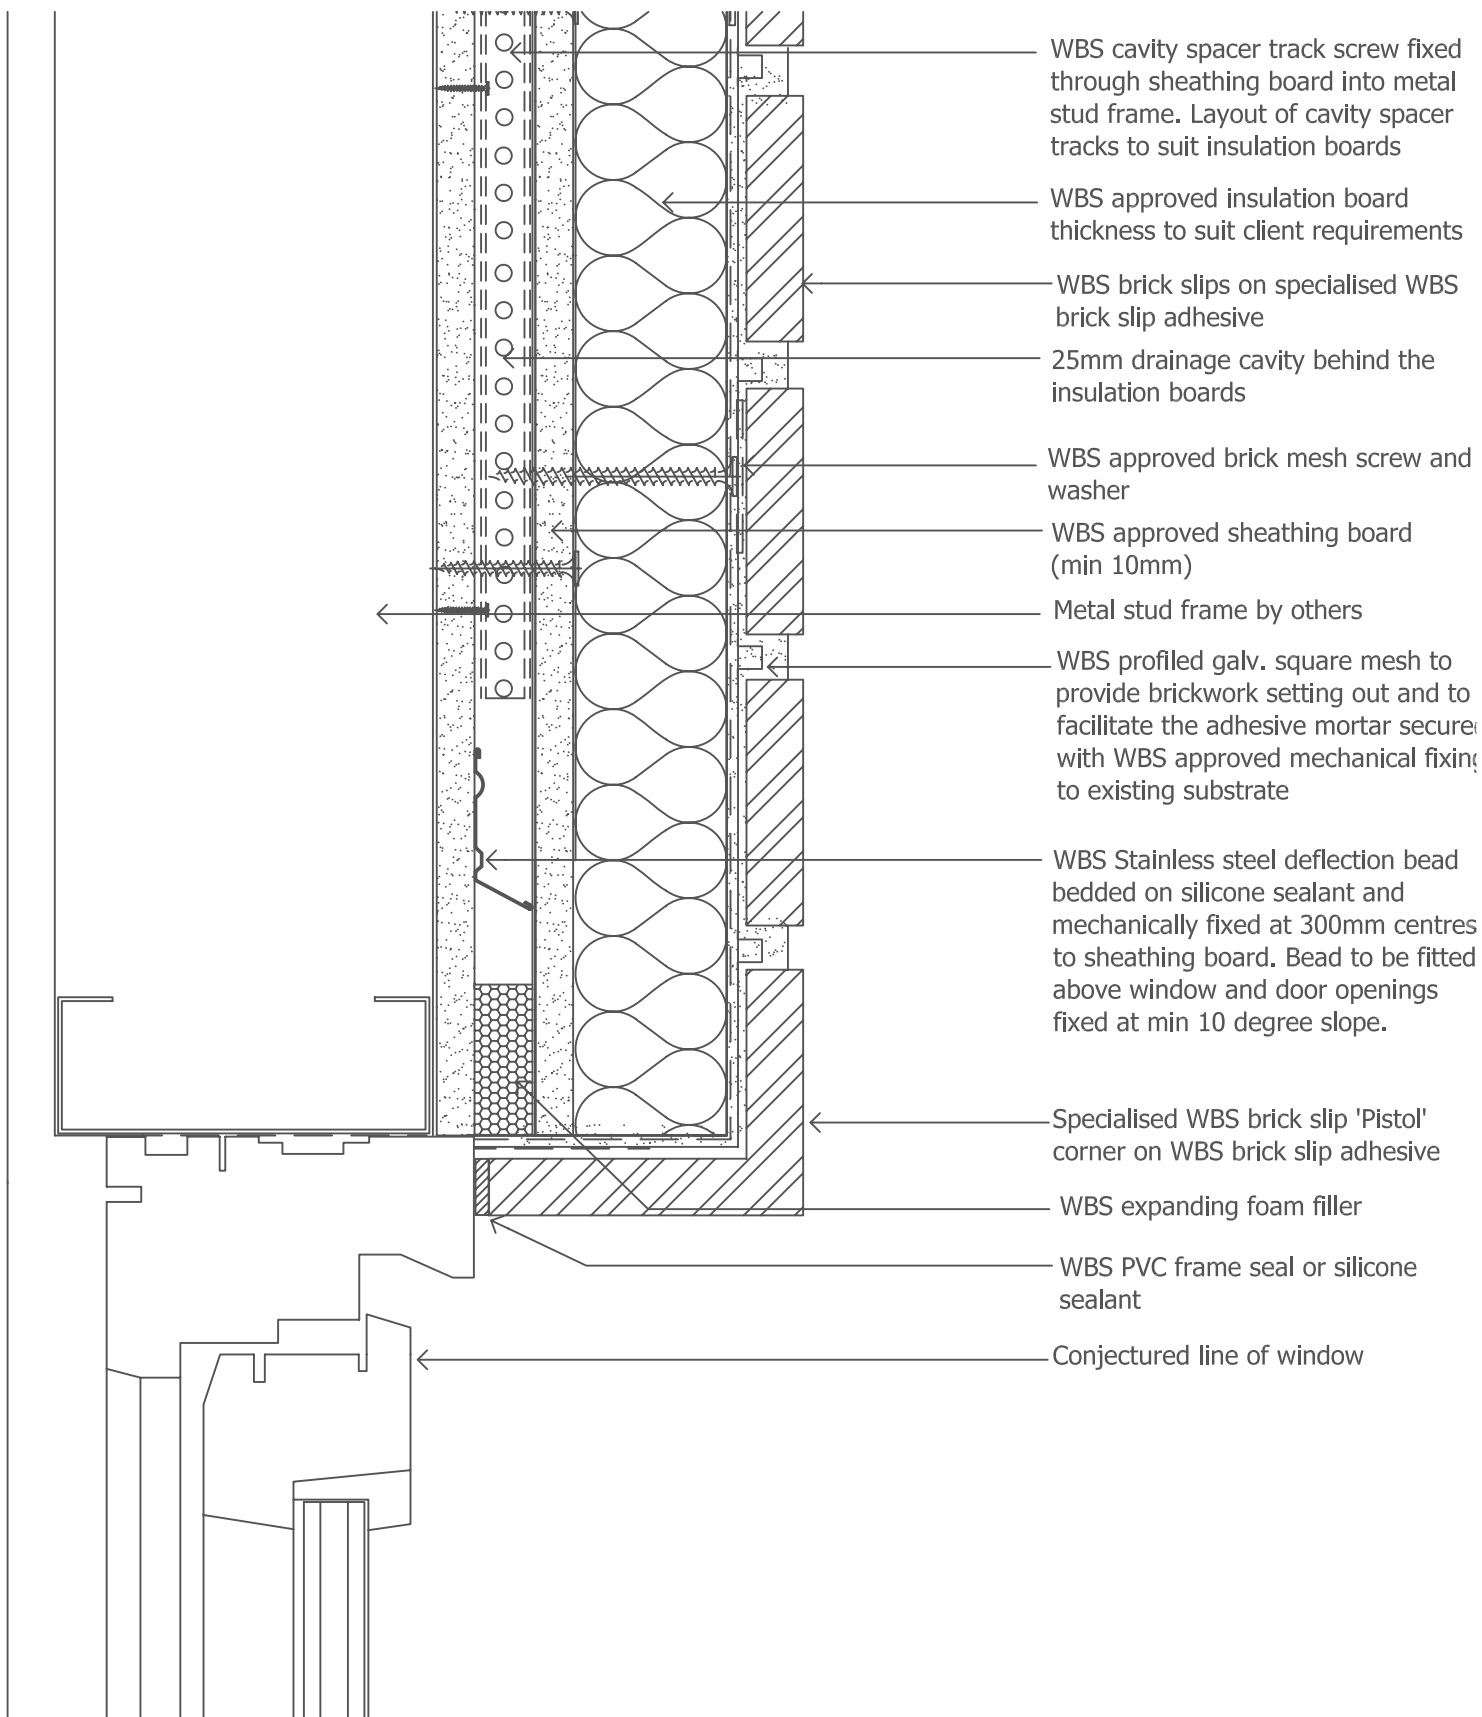 WBS cavity spacer track screw fixed
through sheathing board into metal
stud frame. Layout of cavity spacer
tracks to suit insulation boards
WBS approved insulation board
thickness to suit client requirements
WBS brick slips on specialised WBS
brick slip adhesive
25mm drainage cavity behind the
insulation boards
WBS approved brick mesh screw and
washer
WBS approved sheathing board
(min 10mm)
Metal stud frame by others
WBS profiled galv. square mesh to
provide brickwork setting out and to
facilitate the adhesive mortar secure
with WBS approved mechanical fixing
to existing substrate
WBS Stainless steel deflection bead
bedded on silicone sealant and
mechanically fixed at 300mm centres
to sheathing board. Bead to be fitted
above window and door openings
fixed at min 10 degree slope.
Specialised WBS brick slip 'Pistol'
corner on WBS brick slip adhesive
WBS expanding foam filler
WBS PVC frame seal or silicone
sealant
Conjectured line of window